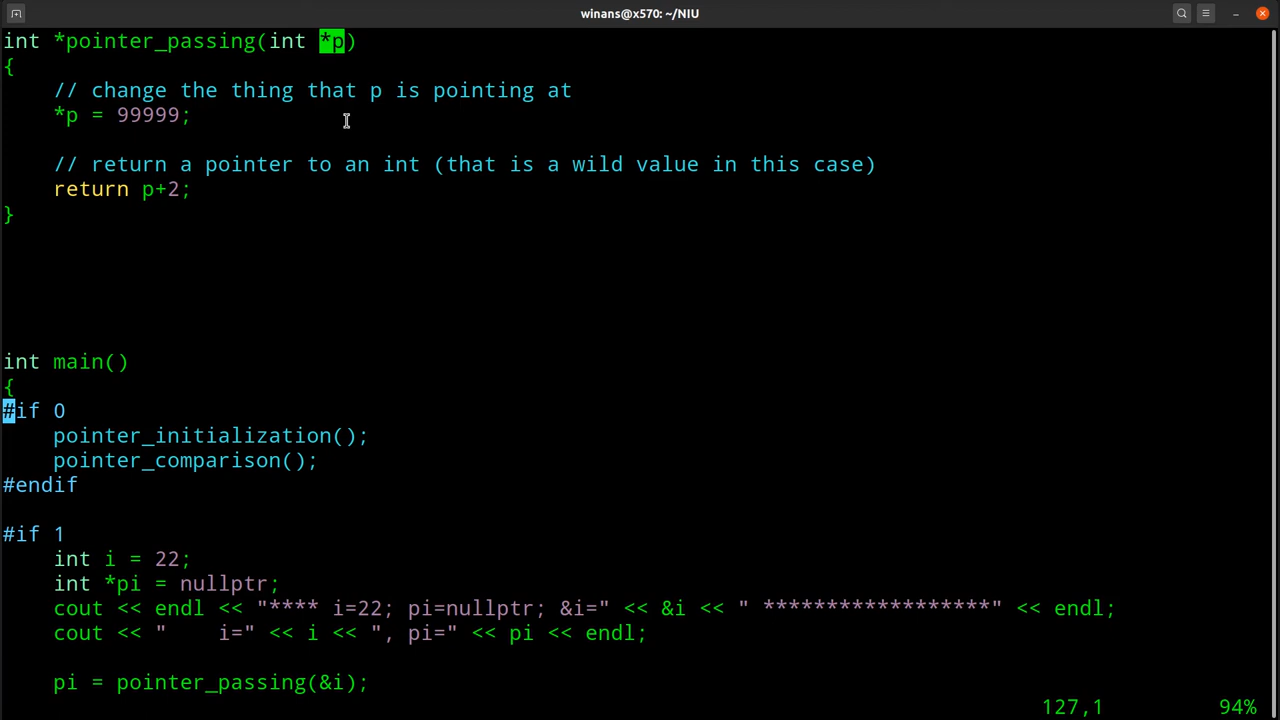 winans@x570: ~/NIU
int *pointer_passing(int *p)
{
    // change the thing that p is pointing at
    *p = 99999;
    // return a pointer to an int (that is a wild value in this case)
    return p+2;
}
int main()
{
#if 0
    pointer_initialization();
    pointer_comparison();
#endif
#if 1
    int i = 22;
    int *pi = nullptr;
    cout << endl << "**** i=22; pi=nullptr; &i=" << &i << " ******************" << endl;
    cout << "    i=" << i << ", pi=" << pi << endl;
    pi = pointer_passing(&i);
127,1 94%